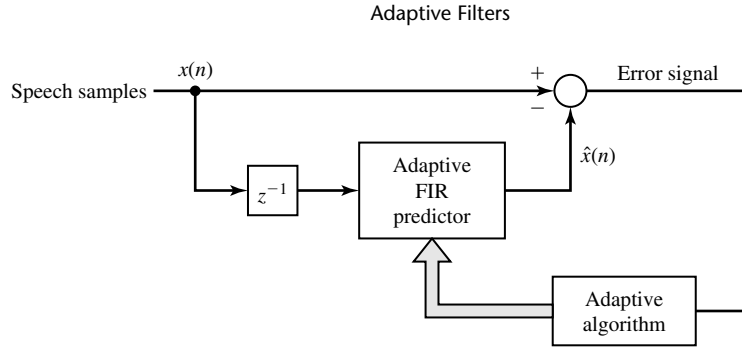 Adaptive Filters
x(n)
Speech samples
+
−
Error signal
x̂(n)
z⁻¹
Adaptive
FIR
predictor
Adaptive
algorithm